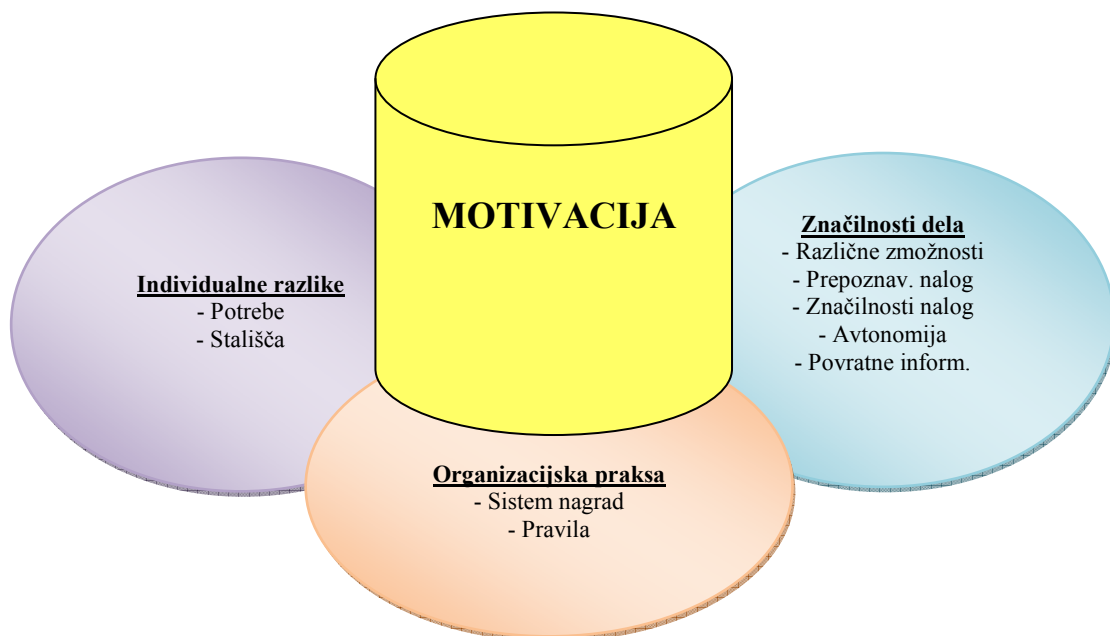 MOTIVACIJA
Individualne razlike
- Potrebe
- Stališča
Značilnosti dela
- Različne zmožnosti
- Prepoznav. nalog
- Značilnosti nalog
- Avtonomija
- Povratne inform.
Organizacijska praksa
- Sistem nagrad
- Pravila